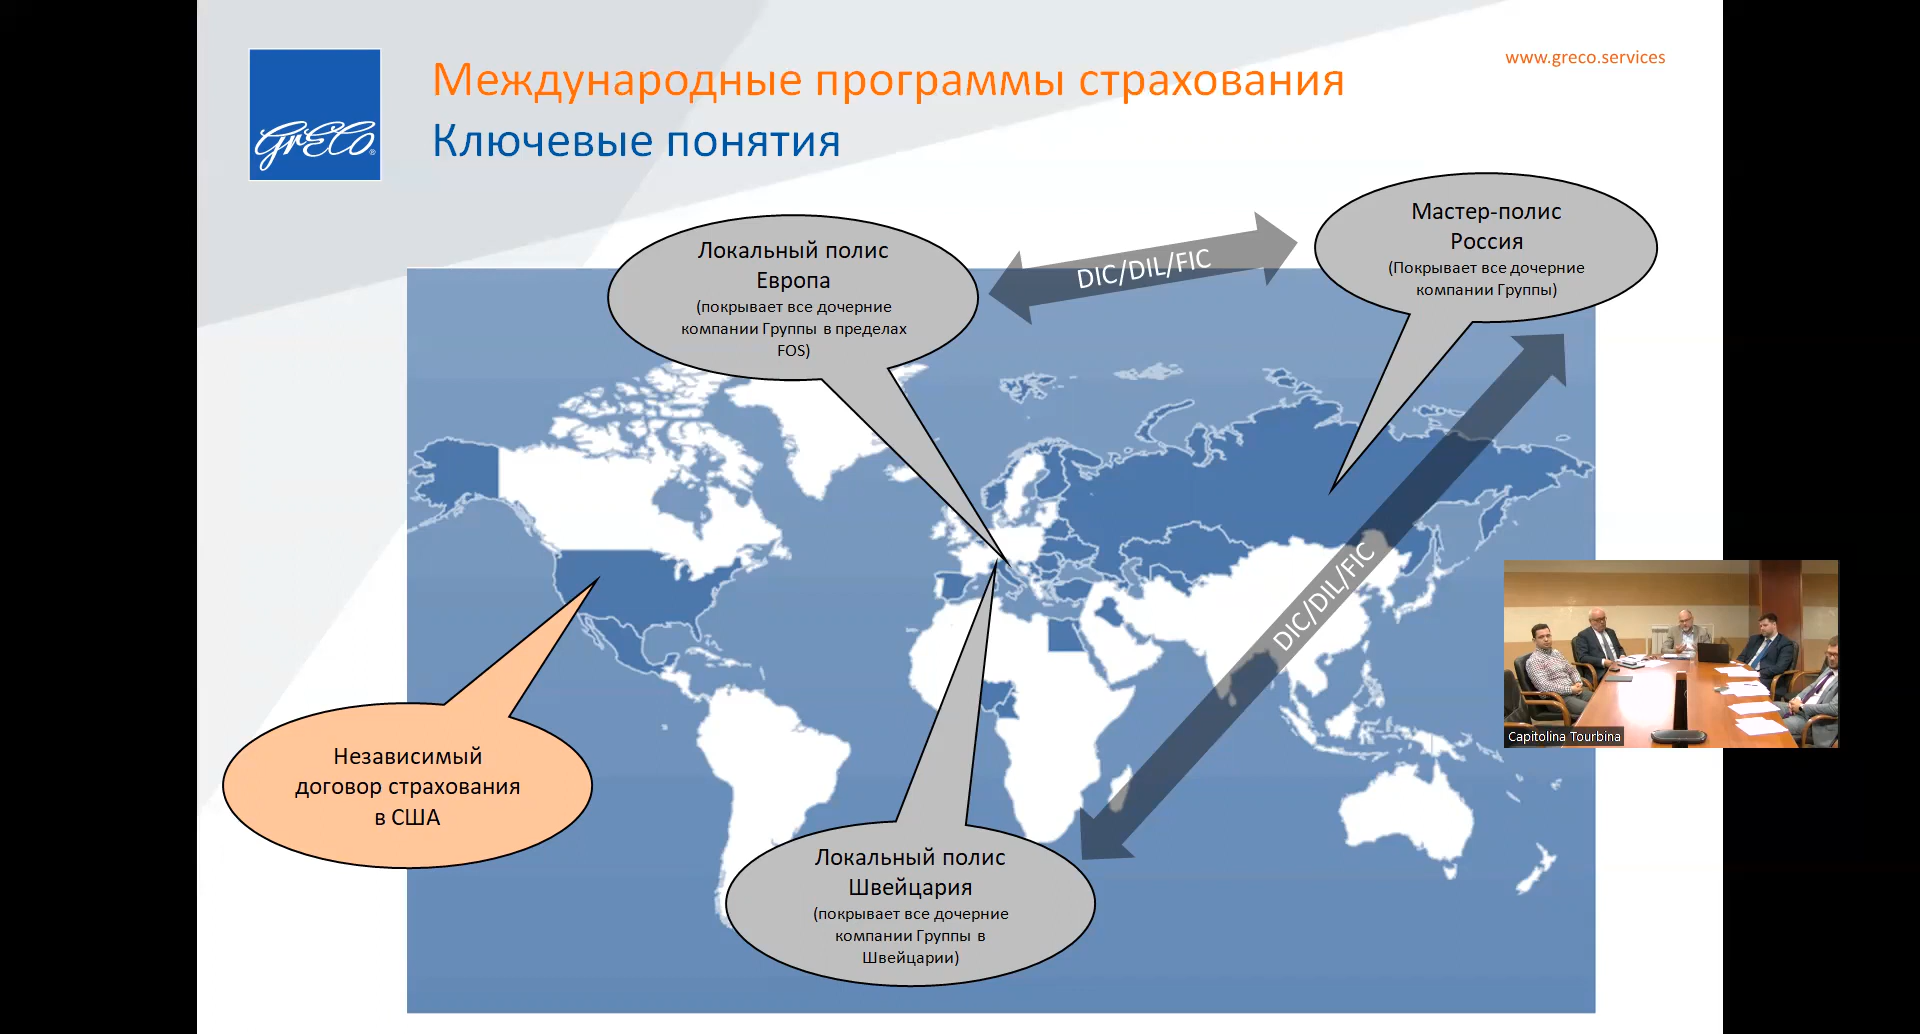 www.greco.services
GrECo
Международные программы страхования
Ключевые понятия
Локальный полис
Европа
(покрывает все дочерние
компании Группы в пределах
FOS)
DIC/DIL/FIC
Мастер-полис
Россия
(Покрывает все дочерние
компании Группы)
DIC/DIL/FIC
Независимый
договор страхования
в США
Локальный полис
Швейцария
(покрывает все дочерние
компании Группы в
Швейцарии)
Capitolina Tourbina